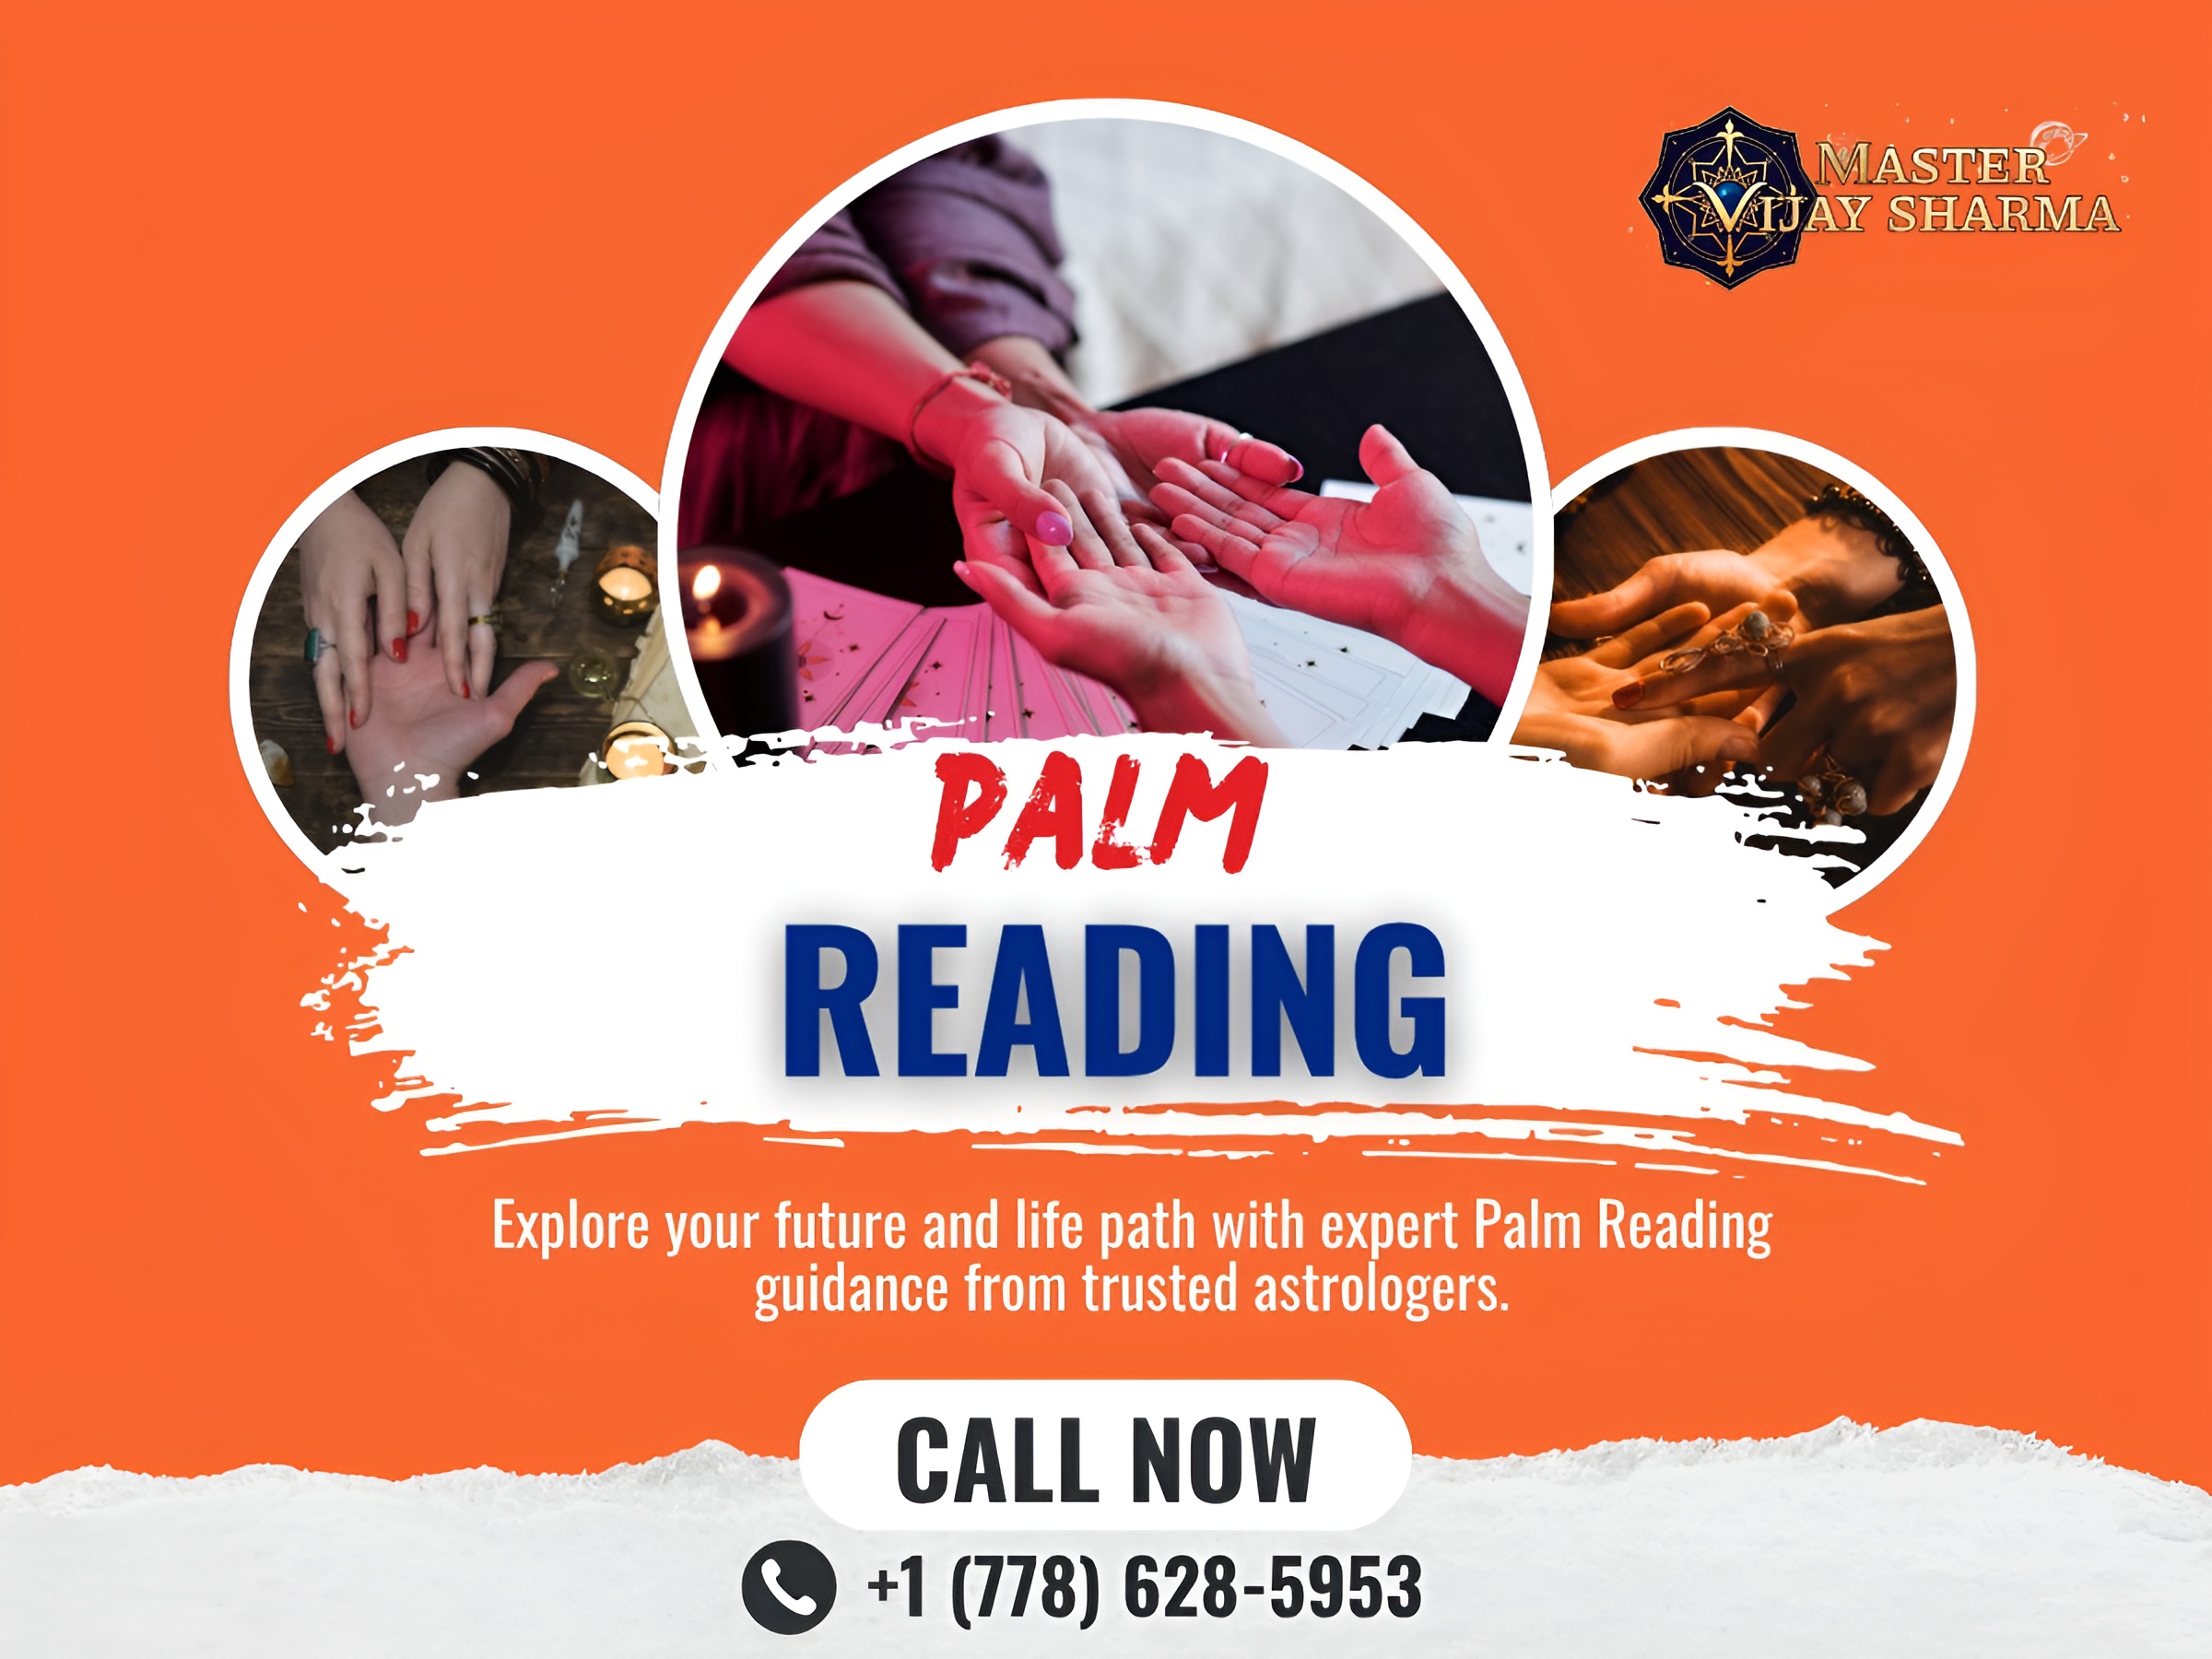 MASTER
VIJAY SHARMA
PALM
READING
Explore your future and life path with expert Palm Reading
guidance from trusted astrologers.
CALL NOW
+1 (778) 628-5953